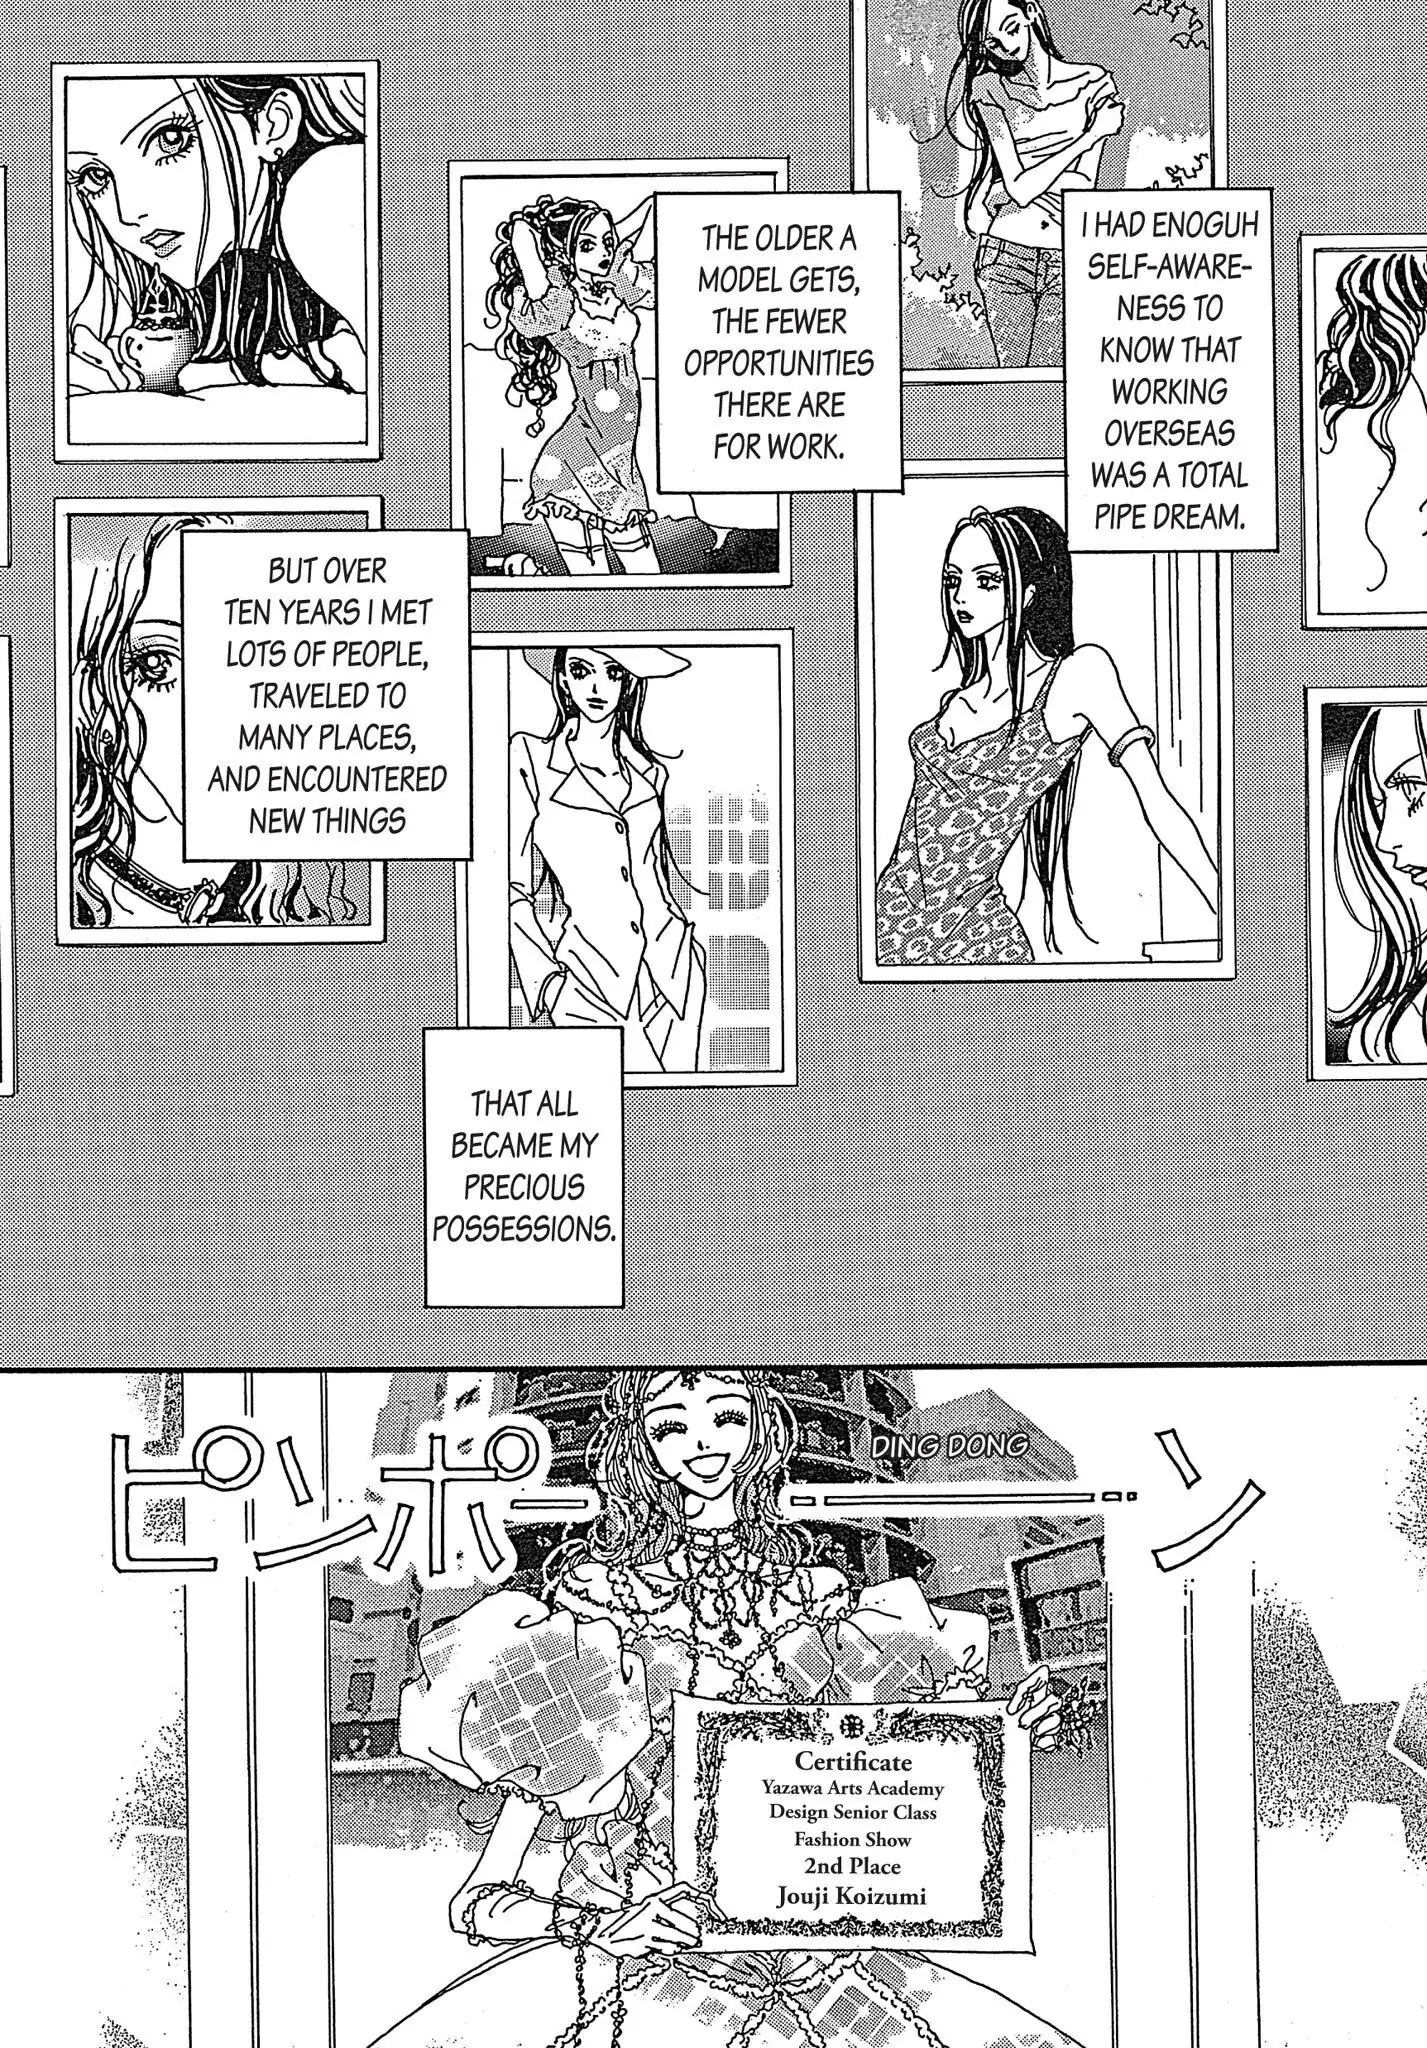 I HAD ENOGUH
SELF-AWARE-
NESS TO
KNOW THAT
WORKING
OVERSEAS
WAS A TOTAL
PIPE DREAM.
THE OLDER A
MODEL GETS,
THE FEWER
OPPORTUNITIES
THERE ARE
FOR WORK.
BUT OVER
TEN YEARS I MET
LOTS OF PEOPLE,
TRAVELED TO
MANY PLACES,
AND ENCOUNTERED
NEW THINGS
THAT ALL
BECAME MY
PRECIOUS
POSSESSIONS.
ピンポーーン
DING DONG
Certificate
Yazawa Arts Academy
Design Senior Class
Fashion Show
2nd Place
Jouji Koizumi